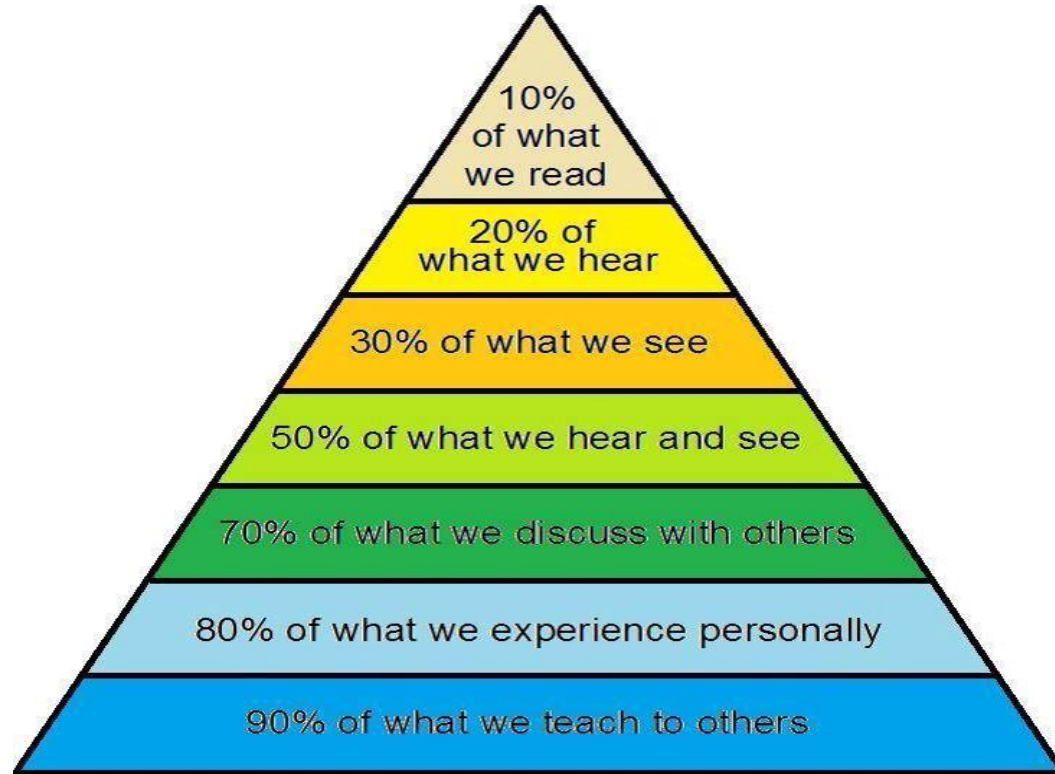 10%
of what
we read
20% of
what we hear
30% of what we see
50% of what we hear and see
70% of what we discuss with others
80% of what we experience personally
90% of what we teach to others